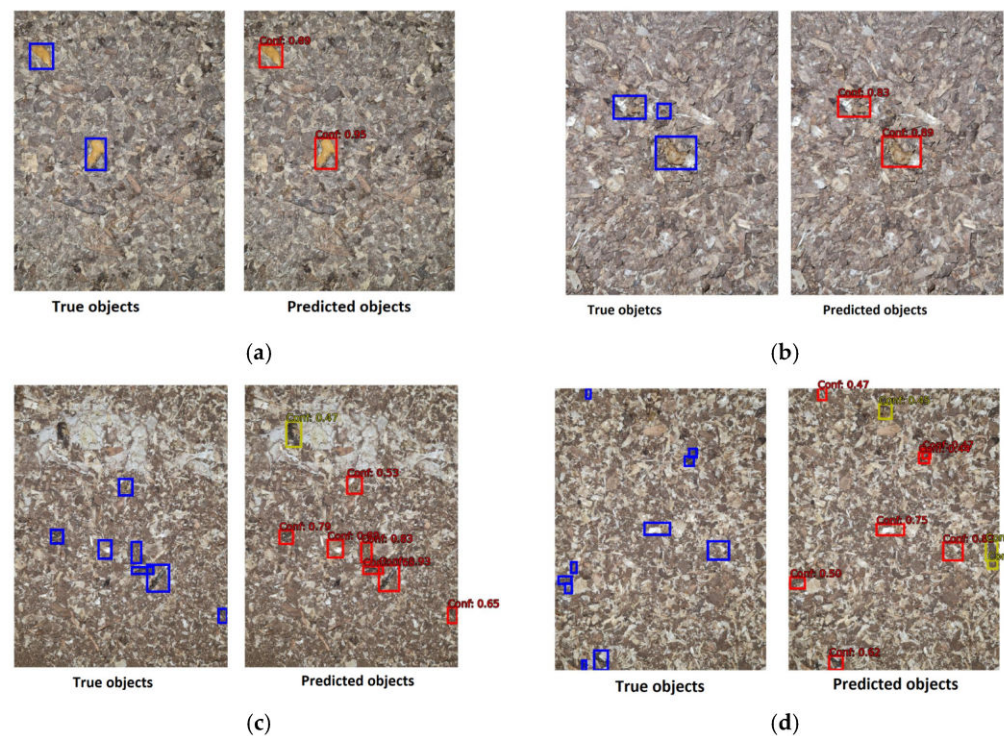 Conf: 0.89
Conf: 0.95
True objects
Predicted objects
(a)
Conf: 0.83
Conf: 0.89
True objetcs
Predicted objects
(b)
Conf: 0.47
Conf: 0.53
Conf: 0.79
Conf: 0.83
Conf: 0.65
True objects
Predicted objects
(c)
Conf: 0.47
Conf: 0.75
Conf: 0.82
Conf: 0.50
Conf: 0.62
True objects
Predicted objects
(d)